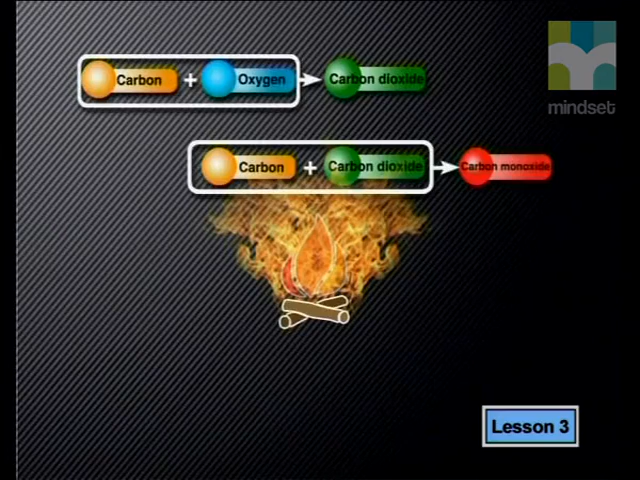 Carbon + Oxygen Carbon dioxide
mindset
Carbon + Carbon dioxide Carbon monoxide
Lesson 3